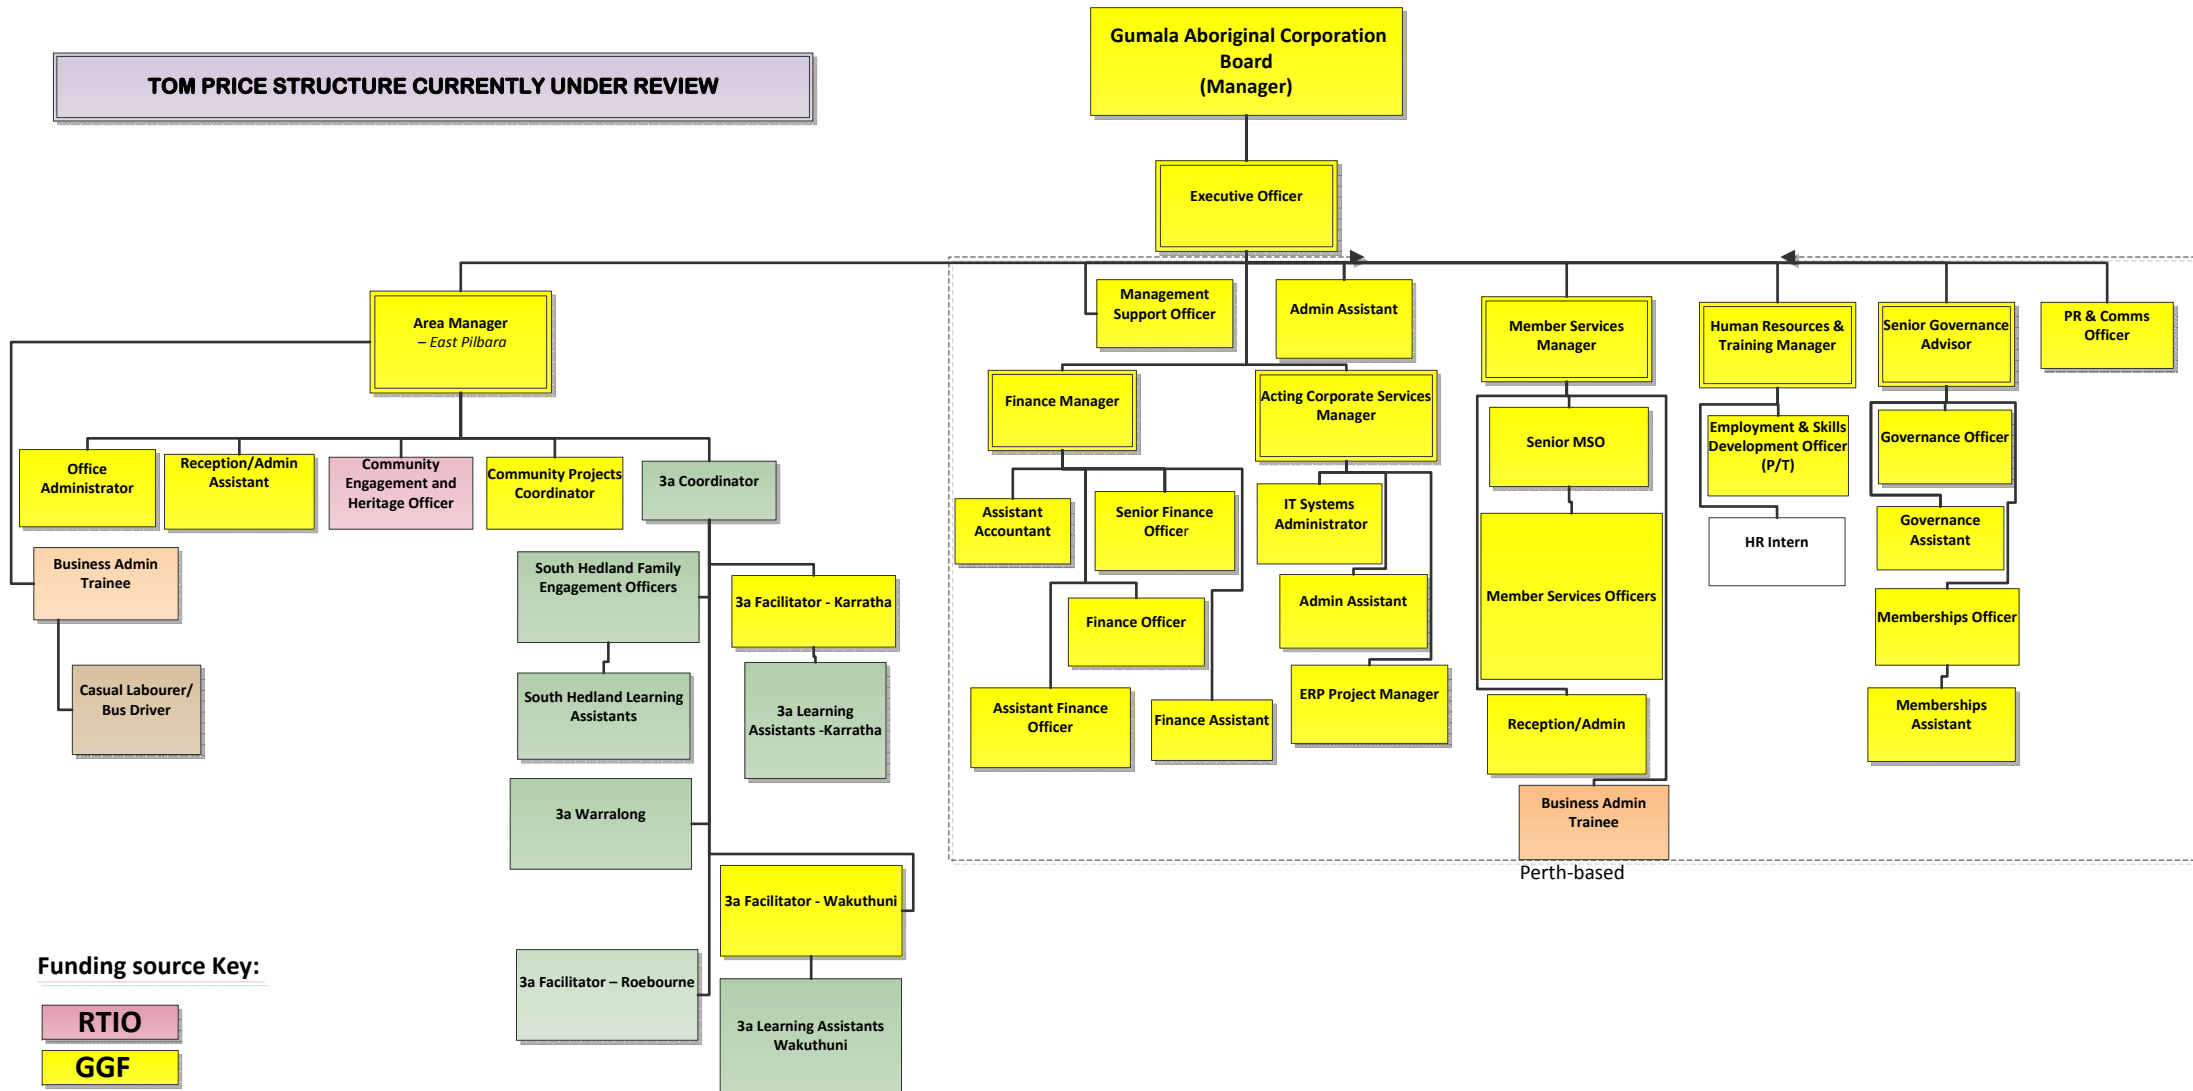 TOM PRICE STRUCTURE CURRENTLY UNDER REVIEW
Gumala Aboriginal Corporation
Board
(Manager)
Executive Officer
Area Manager
– East Pilbara
Management
Support Officer
Admin Assistant
Member Services
Manager
Human Resources &
Training Manager
Senior Governance
Advisor
PR & Comms
Officer
Finance Manager
Acting Corporate Services
Manager
Senior MSO
Employment & Skills
Development Officer
(P/T)
Governance Officer
Office
Administrator
Reception/Admin
Assistant
Community
Engagement and
Heritage Officer
Community Projects
Coordinator
3a Coordinator
Assistant
Accountant
Senior Finance
Officer
IT Systems
Administrator
Member Services Officers
HR Intern
Governance
Assistant
Business Admin
Trainee
South Hedland Family
Engagement Officers
3a Facilitator - Karratha
Finance Officer
Admin Assistant
Memberships Officer
Casual Labourer/
Bus Driver
South Hedland Learning
Assistants
3a Learning
Assistants -Karratha
Assistant Finance
Officer
Finance Assistant
ERP Project Manager
Reception/Admin
Memberships
Assistant
3a Warralong
Business Admin
Trainee
Perth-based
3a Facilitator - Wakuthuni
3a Facilitator – Roebourne
3a Learning Assistants
Wakuthuni
Funding source Key:
RTIO
GGF